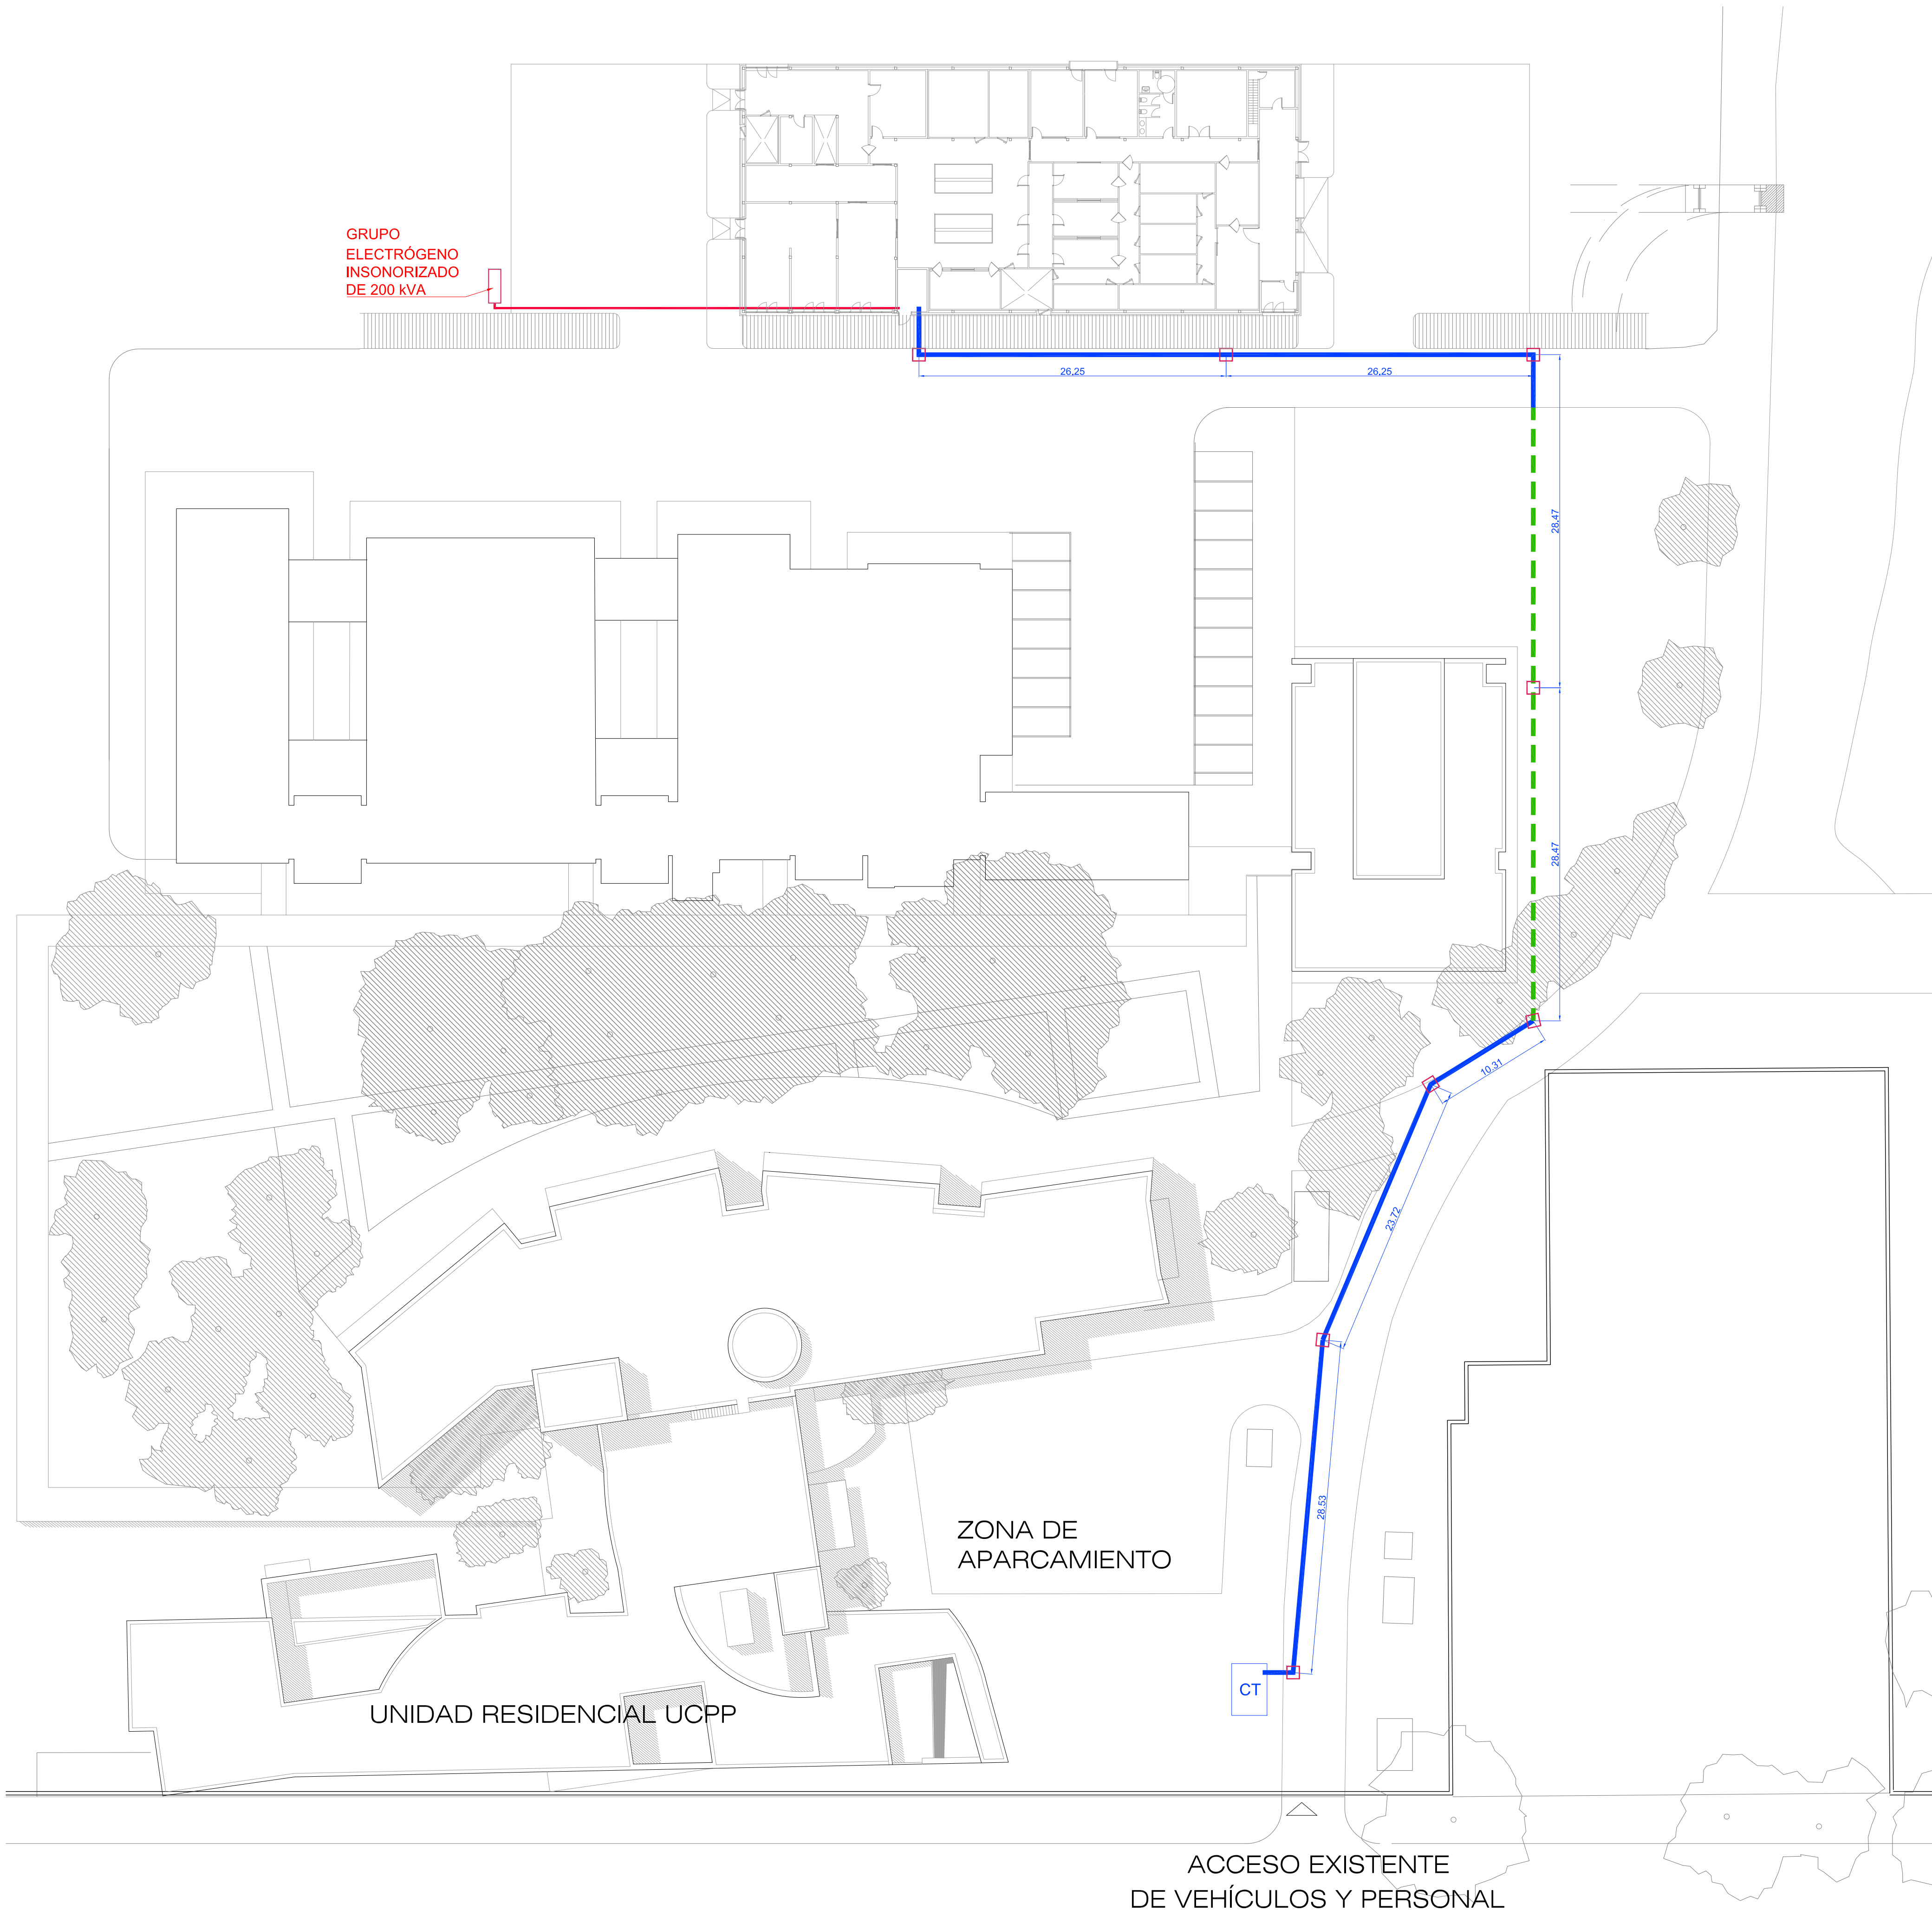 GRUPO
ELECTRÓGENO
INSONORIZADO
DE 200 kVA
26,25
26,25
28,47
28,47
10,31
23,72
28,53
ZONA DE
APARCAMIENTO
CT
UNIDAD RESIDENCIAL UCPP
ACCESO EXISTENTE
DE VEHÍCULOS Y PERSONAL